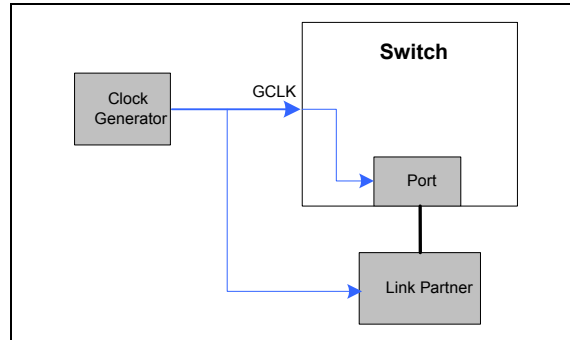 Switch
GCLK
Clock
Generator
Port
Link Partner